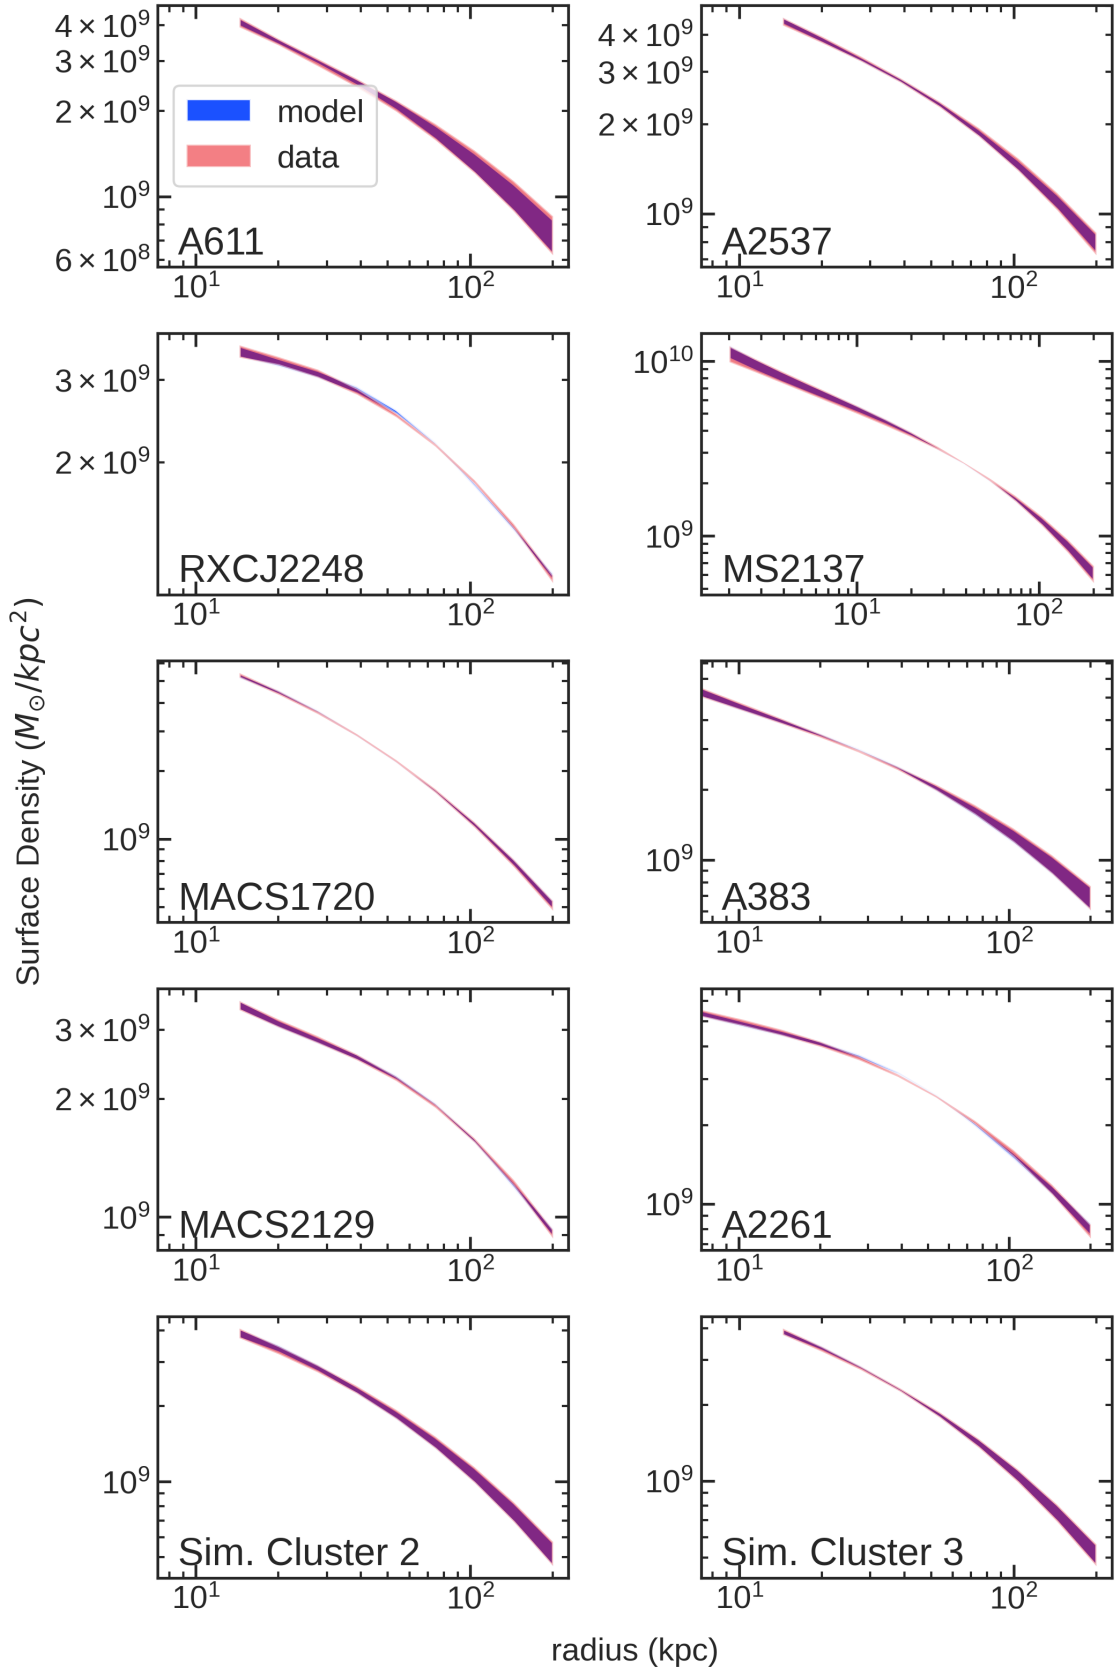 4×10⁹
3×10⁹
2×10⁹
10⁹
6×10⁸
model
data
A611
10¹ 10²
4×10⁹
3×10⁹
2×10⁹
10⁹
A2537
10¹ 10²
3×10⁹
2×10⁹
RXCJ2248
10¹ 10²
10¹⁰
10⁹
MS2137
10¹ 10²
Surface Density (M⊙/kpc²)
10⁹
MACS1720
10¹ 10²
10⁹
A383
10¹ 10²
3×10⁹
2×10⁹
10⁹
MACS2129
10¹ 10²
10⁹
A2261
10¹ 10²
10⁹
Sim. Cluster 2
10¹ 10²
10⁹
Sim. Cluster 3
10¹ 10²
radius (kpc)